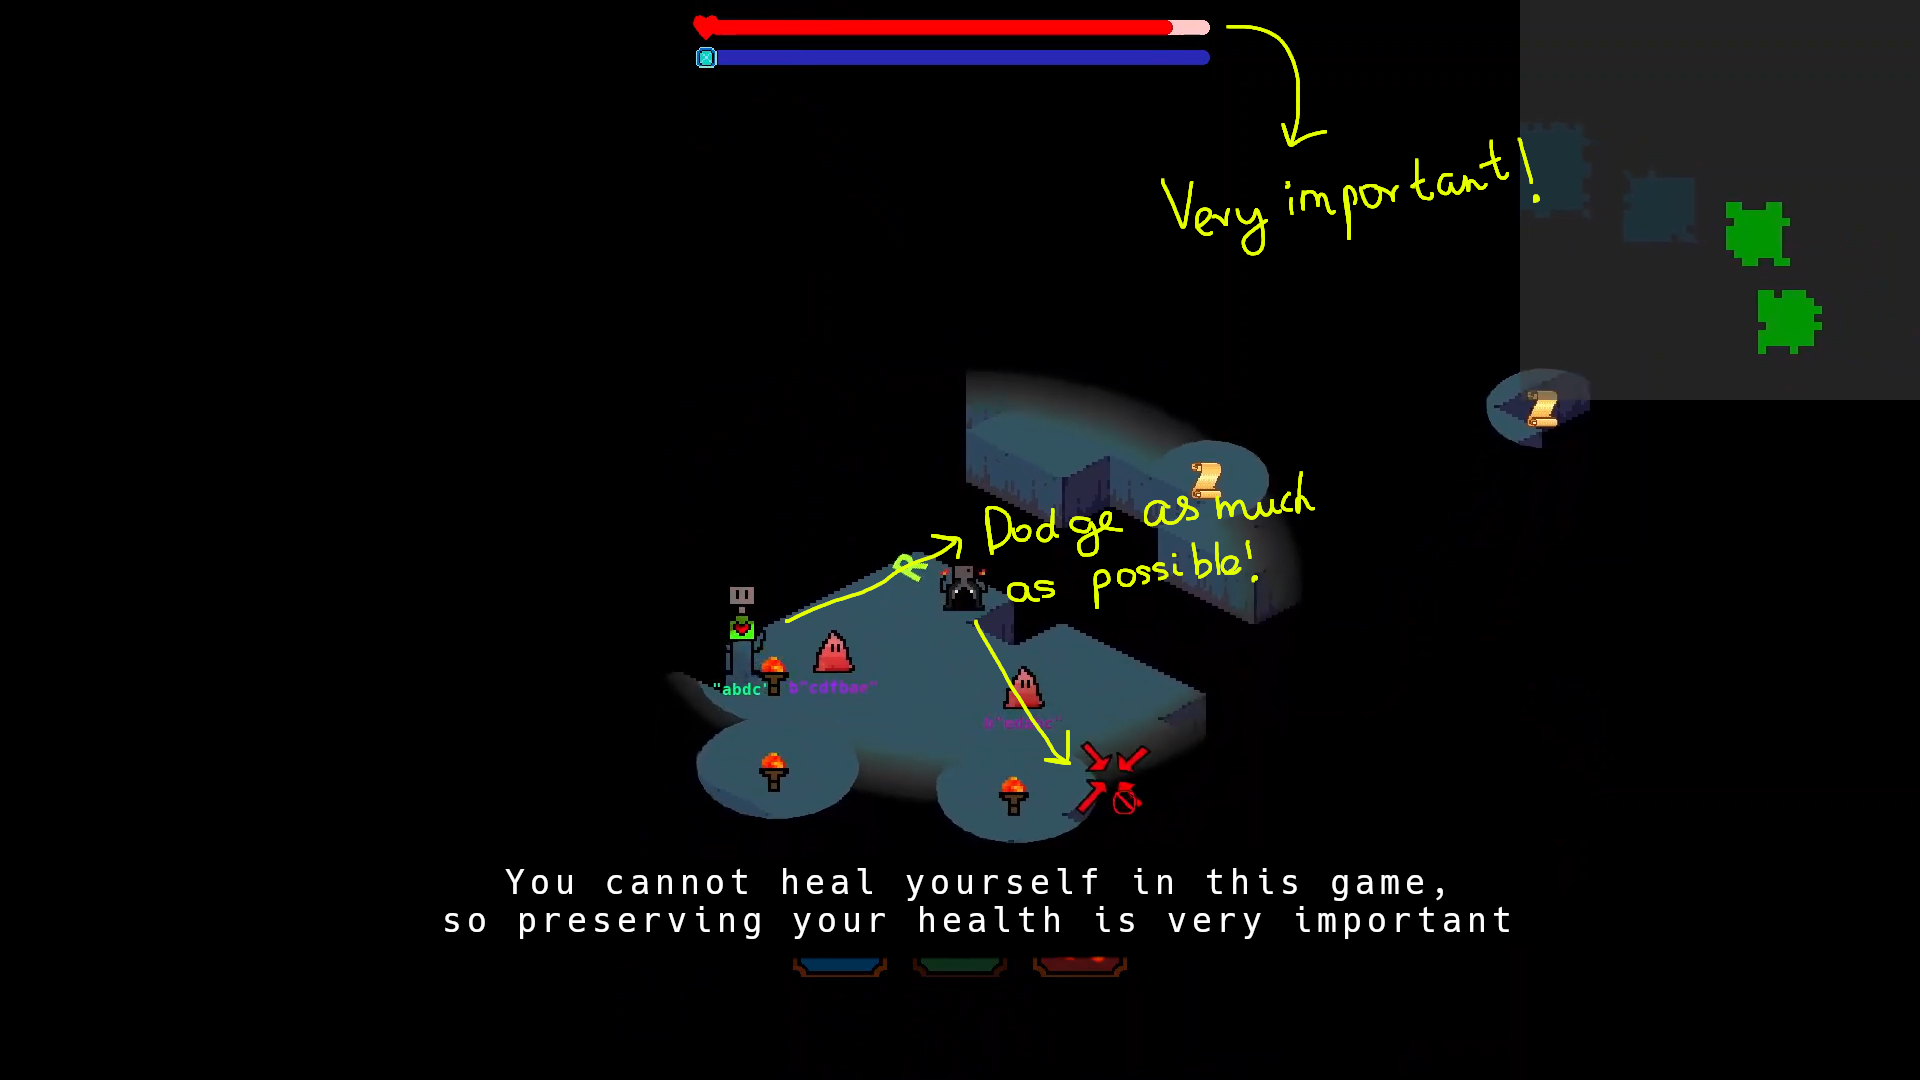 Very important!
Dodge as much
as possible!
R
"abdc"
b"cdfbae"
You cannot heal yourself in this game,
so preserving your health is very important